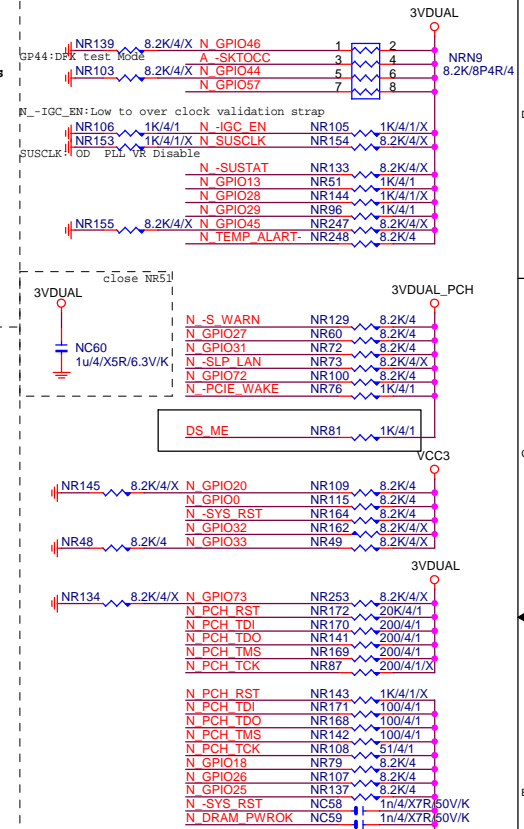 3VDUAL
NR139 8.2K/4/X N_GPIO46 1 2
GP44:DFX test Mode A_-SKTOCC 3 4 NRN9
NR103 8.2K/4/X N_GPIO44 5 6 8.2K/8P4R/4
N_GPIO57 7 8
N_-IGC_EN:Low to over clock validation strap
NR106 1K/4/1 N_-IGC_EN NR105 1K/4/1/X
NR153 1K/4/1/X N_SUSCLK NR154 8.2K/4/X
SUSCLK: OD PLL VR Disable
N_-SUSTAT NR133 8.2K/4/X
N_GPIO13 NR51 1K/4/1
N_GPIO28 NR144 1K/4/1/X
N_GPIO29 NR96 1K/4/1
NR155 8.2K/4/X N_GPIO45 NR247 8.2K/4/X
N_TEMP_ALART- NR248 8.2K/4
close NR51
3VDUAL
NC60
1u/4/X5R/6.3V/K
3VDUAL_PCH
N_-S_WARN NR129 8.2K/4
N_GPIO27 NR60 8.2K/4
N_GPIO31 NR72 8.2K/4
N_-SLP_LAN NR73 8.2K/4/X
N_GPIO72 NR100 8.2K/4
N_-PCIE_WAKE NR76 1K/4/1
DS_ME NR81 1K/4/1
VCC3
NR145 8.2K/4/X N_GPIO20 NR109 8.2K/4
N_GPIO0 NR115 8.2K/4
N_-SYS_RST NR164 8.2K/4
N_GPIO32 NR162 8.2K/4/X
NR48 8.2K/4 N_GPIO33 NR49 8.2K/4/X
3VDUAL
NR134 8.2K/4/X N_GPIO73 NR253 8.2K/4/X
N_PCH_RST NR172 20K/4/1
N_PCH_TDI NR170 200/4/1
N_PCH_TDO NR141 200/4/1
N_PCH_TMS NR169 200/4/1
N_PCH_TCK NR87 200/4/1/X
N_PCH_RST NR143 1K/4/1/X
N_PCH_TDI NR171 100/4/1
N_PCH_TDO NR168 100/4/1
N_PCH_TMS NR142 100/4/1
N_PCH_TCK NR108 51/4/1
N_GPIO18 NR79 8.2K/4
N_GPIO26 NR107 8.2K/4
N_GPIO25 NR137 8.2K/4
N_-SYS_RST NC58 1n/4/X7R/50V/K
N_DRAM_PWROK NC59 1n/4/X7R/50V/K